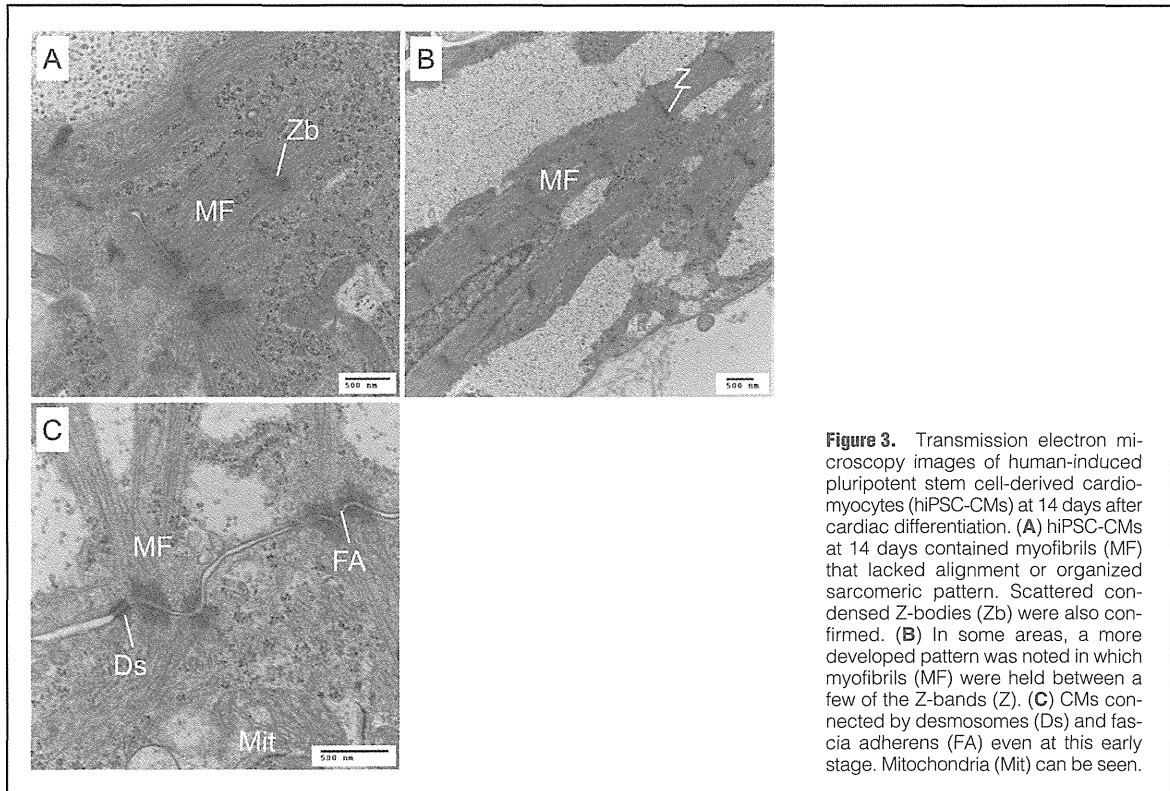 A
Zb
MF
500 nm
B
Z
MF
500 nm
C
MF
FA
Ds
Mit
500 nm
Figure 3. Transmission electron mi-
croscopy images of human-induced
pluripotent stem cell-derived cardio-
myocytes (hiPSC-CMs) at 14 days after
cardiac differentiation. (A) hiPSC-CMs
at 14 days contained myofibrils (MF)
that lacked alignment or organized
sarcomeric pattern. Scattered con-
densed Z-bodies (Zb) were also con-
firmed. (B) In some areas, a more
developed pattern was noted in which
myofibrils (MF) were held between a
few of the Z-bands (Z). (C) CMs con-
nected by desmosomes (Ds) and fas-
cia adherens (FA) even at this early
stage. Mitochondria (Mit) can be seen.